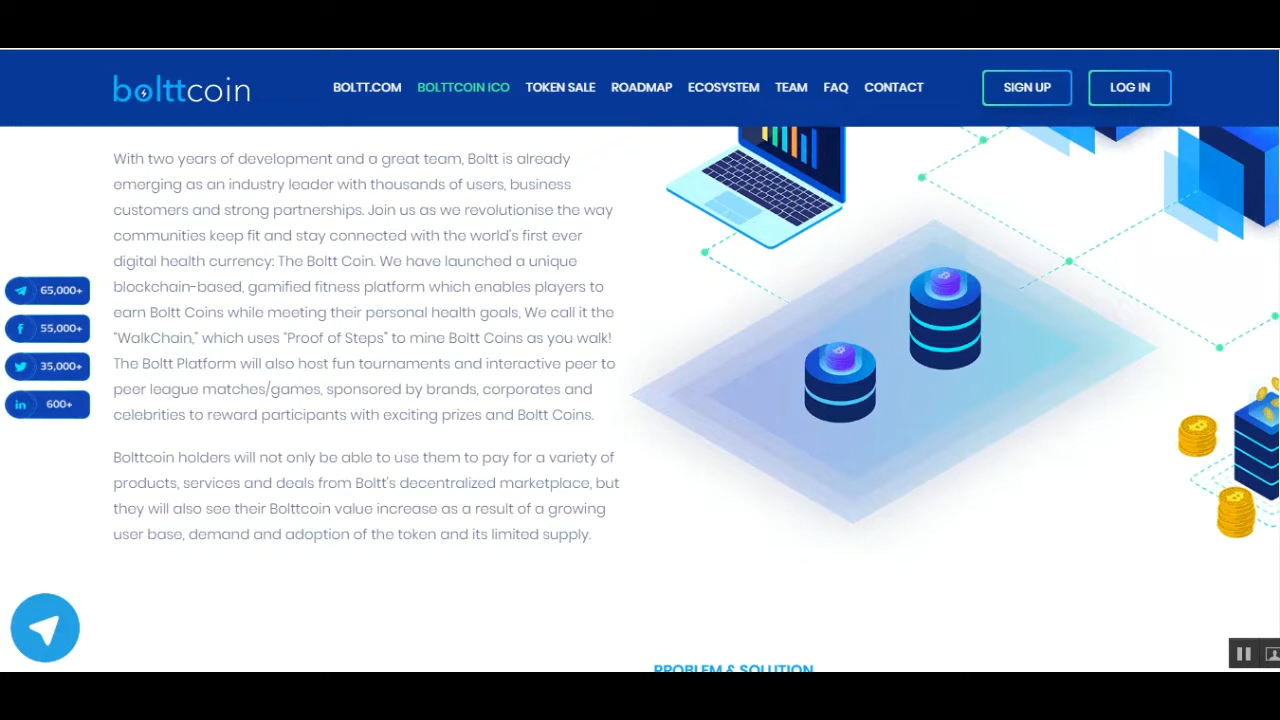 bolttcoin
BOLTT.COM
BOLTTCOIN ICO
TOKEN SALE
ROADMAP
ECOSYSTEM
TEAM
FAQ
CONTACT
SIGN UP
LOG IN
With two years of development and a great team, Boltt is already
emerging as an industry leader with thousands of users, business
customers and strong partnerships. Join us as we revolutionise the way
communities keep fit and stay connected with the world's first ever
digital health currency: The Boltt Coin. We have launched a unique
blockchain-based, gamified fitness platform which enables players to
earn Boltt Coins while meeting their personal health goals, We call it the
“WalkChain,” which uses “Proof of Steps” to mine Boltt Coins as you walk!
The Boltt Platform will also host fun tournaments and interactive peer to
peer league matches/games, sponsored by brands, corporates and
celebrities to reward participants with exciting prizes and Boltt Coins.
Bolttcoin holders will not only be able to use them to pay for a variety of
products, services and deals from Boltt's decentralized marketplace, but
they will also see their Bolttcoin value increase as a result of a growing
user base, demand and adoption of the token and its limited supply.
65,000+
55,000+
35,000+
600+
PROBLEM & SOLUTION